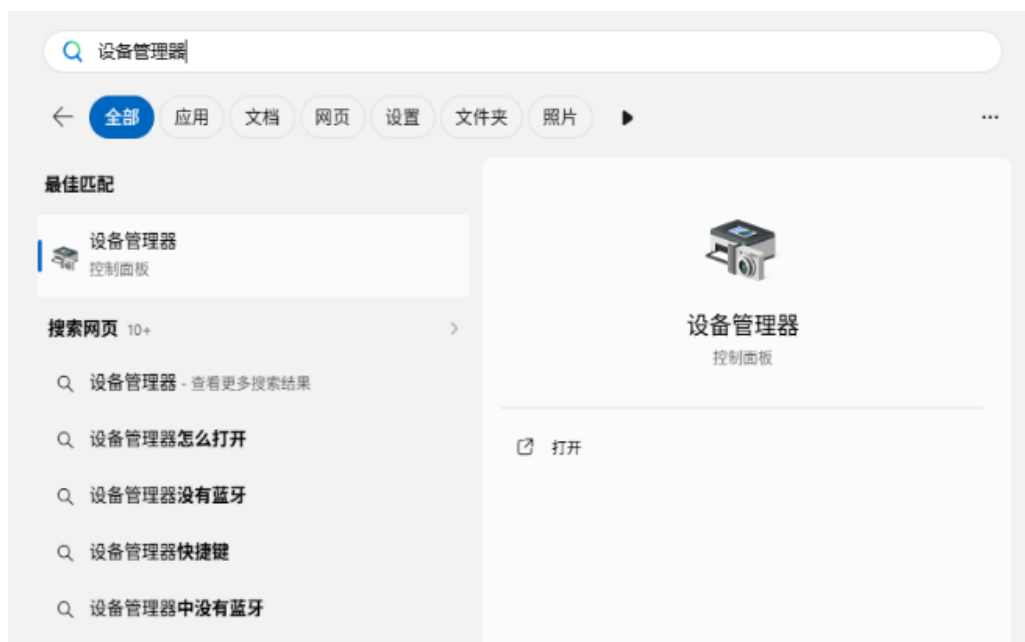 设备管理器
全部 应用 文档 网页 设置 文件夹 照片 ...
最佳匹配
设备管理器
控制面板
搜索网页 10+
设备管理器 - 查看更多搜索结果
设备管理器怎么打开
设备管理器没有蓝牙
设备管理器快捷键
设备管理器中没有蓝牙
设备管理器
控制面板
打开